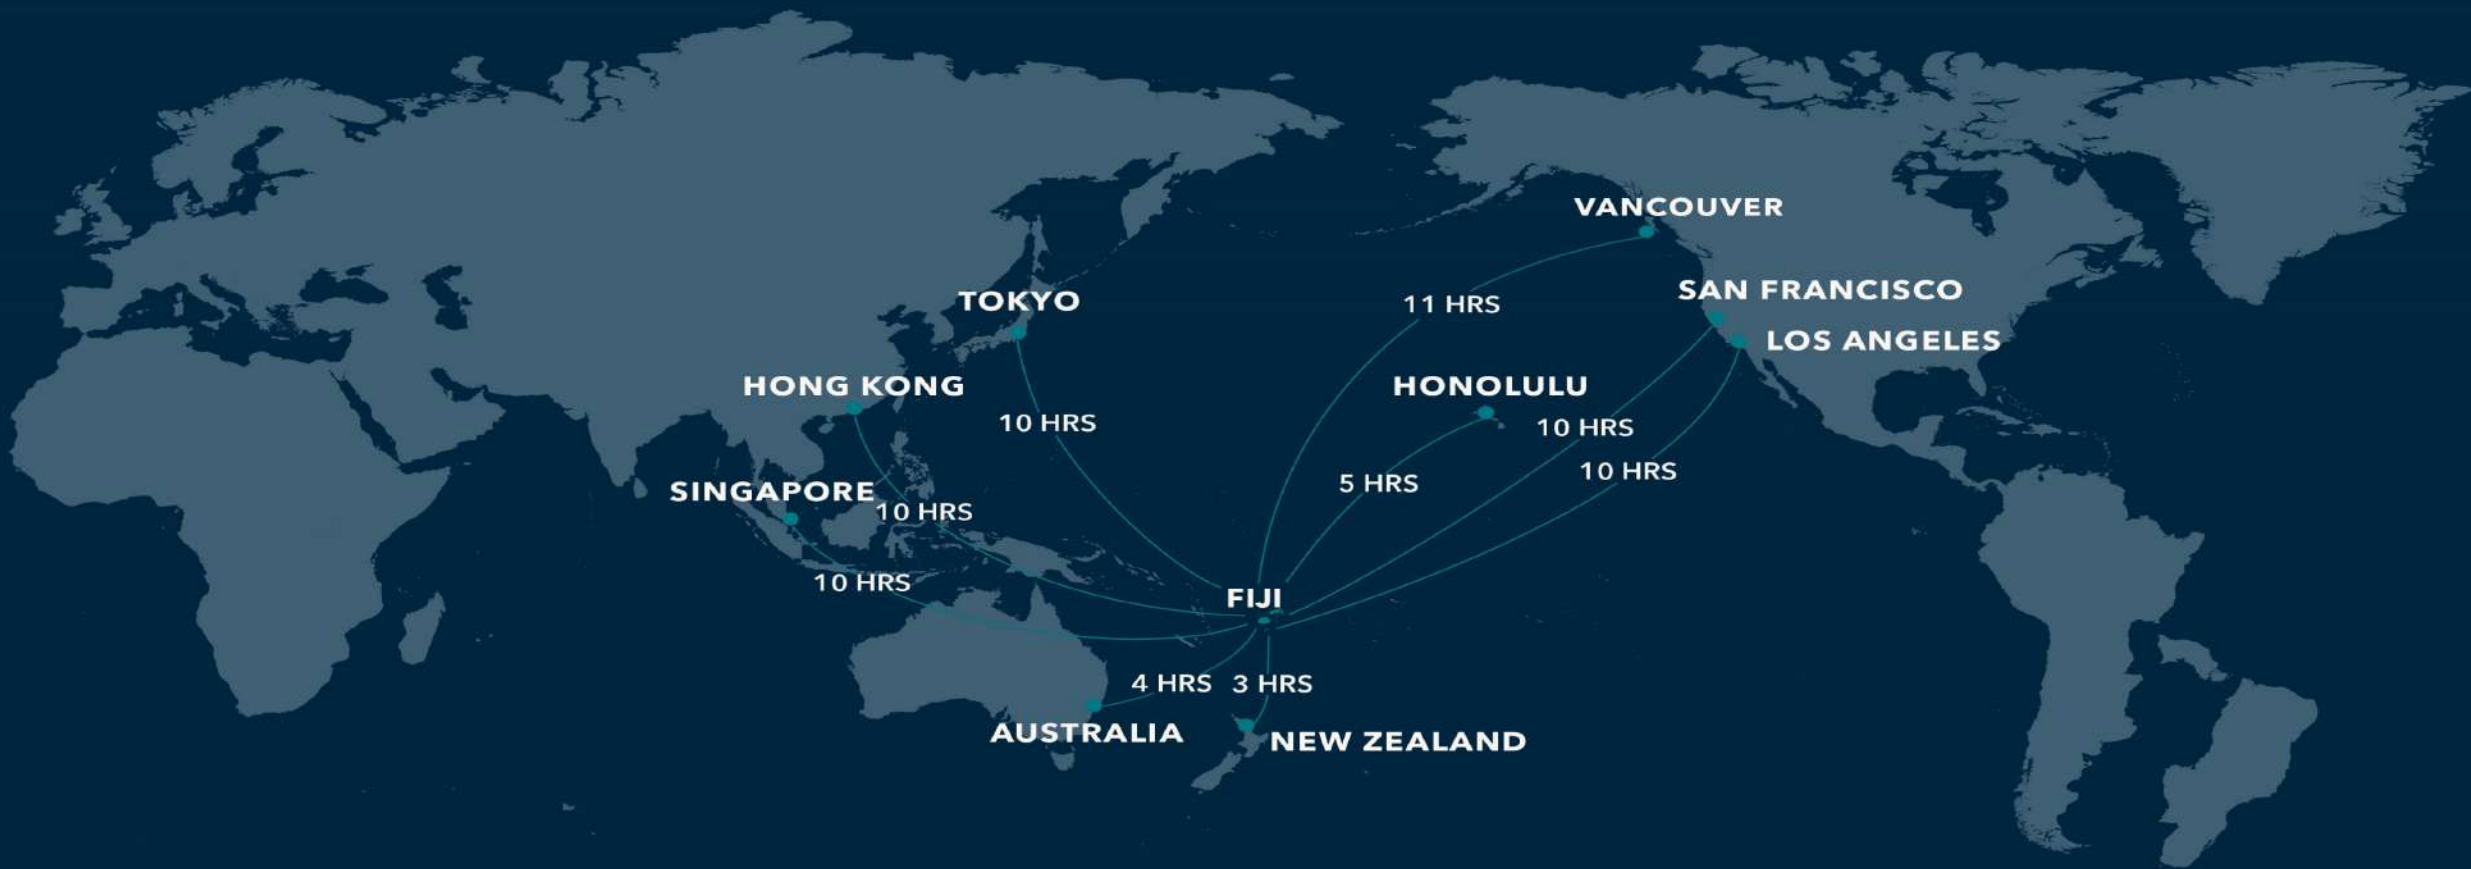 VANCOUVER
SAN FRANCISCO
TOKYO
11 HRS
LOS ANGELES
HONG KONG
HONOLULU
10 HRS
10 HRS
10 HRS
5 HRS
SINGAPORE
10 HRS
10 HRS
FIJI
4 HRS
3 HRS
AUSTRALIA
NEW ZEALAND